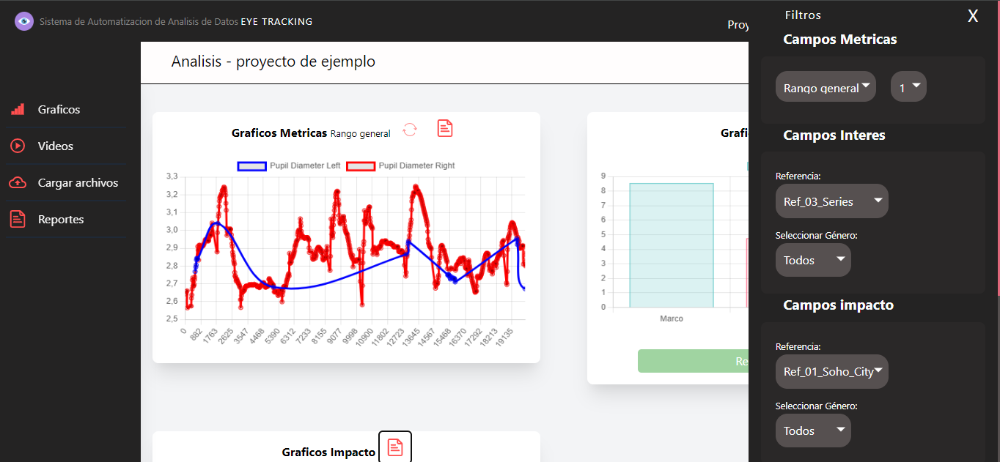 Sistema de Automatizacion de Analisis de Datos EYE TRACKING
Proy
Graficos
Videos
Cargar archivos
Reportes
Analisis - proyecto de ejemplo
Graficos Metricas Rango general
Pupil Diameter Left Pupil Diameter Right
3,3
3,2
3,1
3,0
2,9
2,8
2,7
2,6
2,5
0 882 1763 2625 3547 4468 5390 6312 7233 8155 9077 9998 10900 11802 12723 13645 14567 15468 16370 17292 18213 19135
Grafi
9
8
7
6
5
4
3
2
1
0
Marco
Re
Graficos Impacto
Filtros X
Campos Metricas
Rango general 1
Campos Interes
Referencia:
Ref_03_Series
Seleccionar Género:
Todos
Campos impacto
Referencia:
Ref_01_Soho_City
Seleccionar Género:
Todos